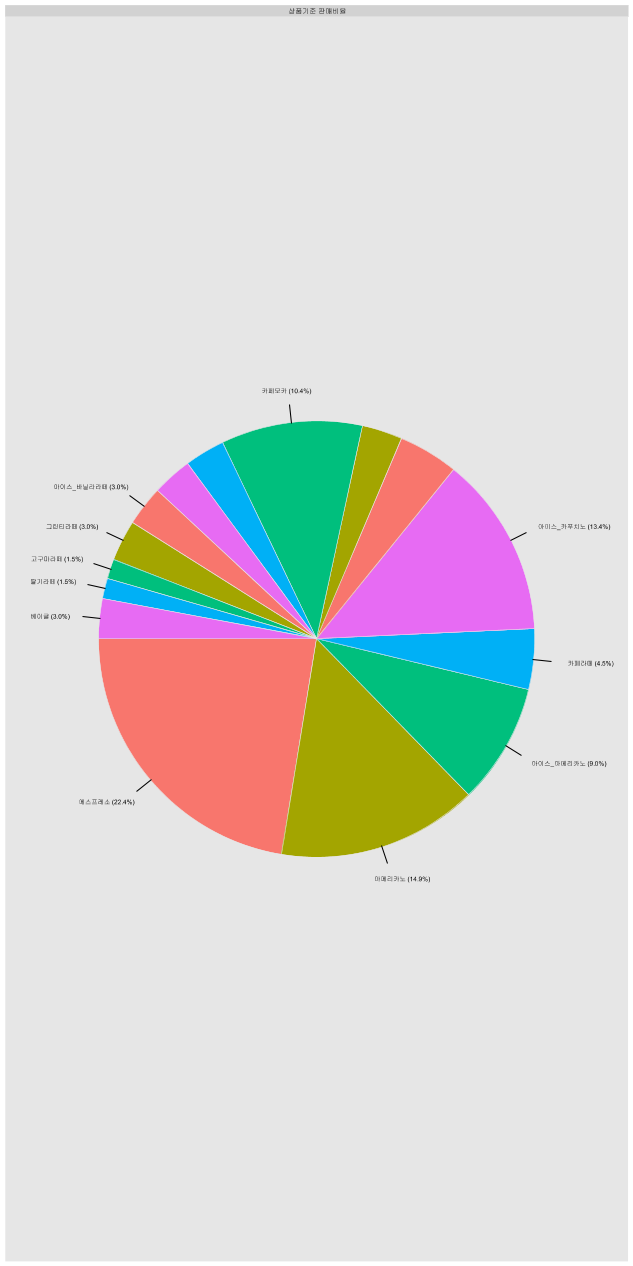 상품기준 판매비율
카페모카 (10.4%)
아이스_바닐라라떼 (3.0%)
아이스_카푸치노 (13.4%)
그린티라떼 (3.0%)
고구마라떼 (1.5%)
딸기라떼 (1.5%)
베이글 (3.0%)
카페라떼 (4.5%)
아이스_아메리카노 (9.0%)
에스프레소 (22.4%)
아메리카노 (14.9%)